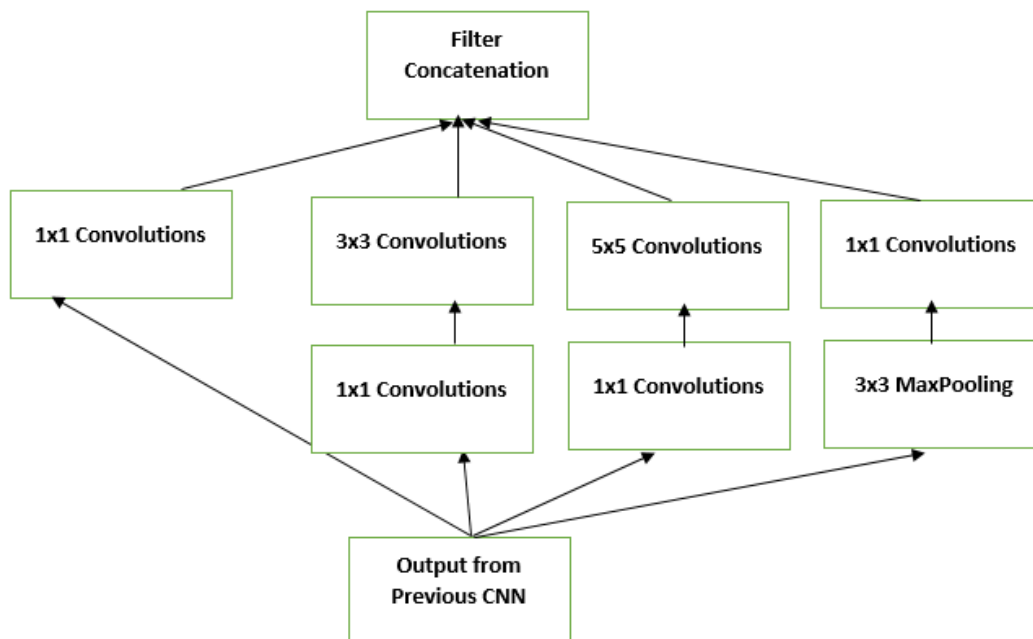 Filter
Concatenation
1x1 Convolutions
3x3 Convolutions
5x5 Convolutions
1x1 Convolutions
1x1 Convolutions
1x1 Convolutions
3x3 MaxPooling
Output from
Previous CNN